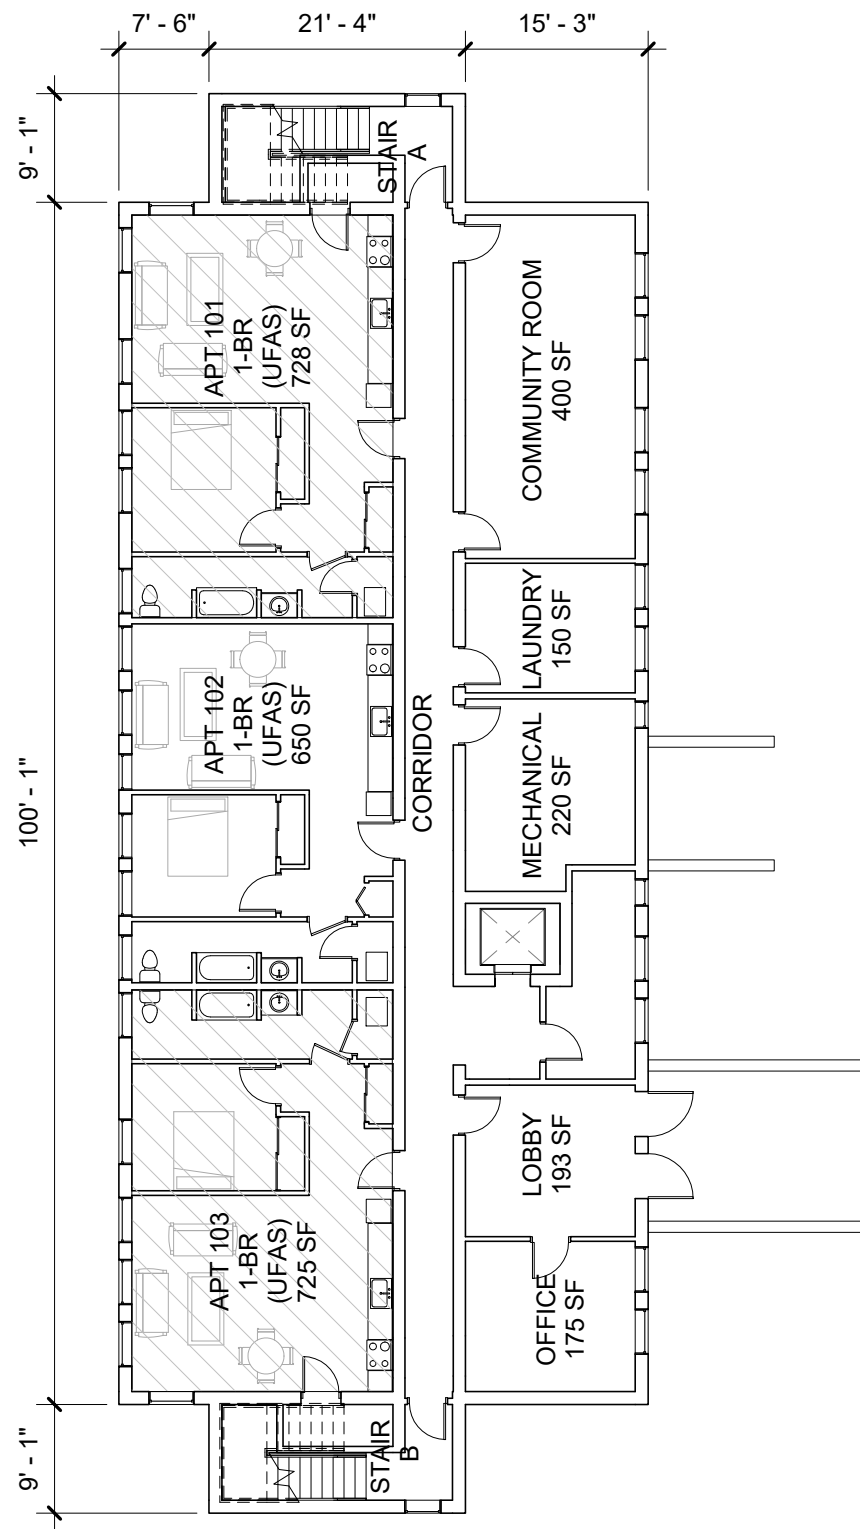 7' - 6"
21' - 4"
15' - 3"
9' - 1"
100' - 1"
9' - 1"
STAIR
A
APT 101
1-BR
(UFAS)
728 SF
COMMUNITY ROOM
400 SF
LAUNDRY
150 SF
APT 102
1-BR
(UFAS)
650 SF
CORRIDOR
MECHANICAL
220 SF
LOBBY
193 SF
APT 103
1-BR
(UFAS)
725 SF
OFFICE
175 SF
STAIR
B